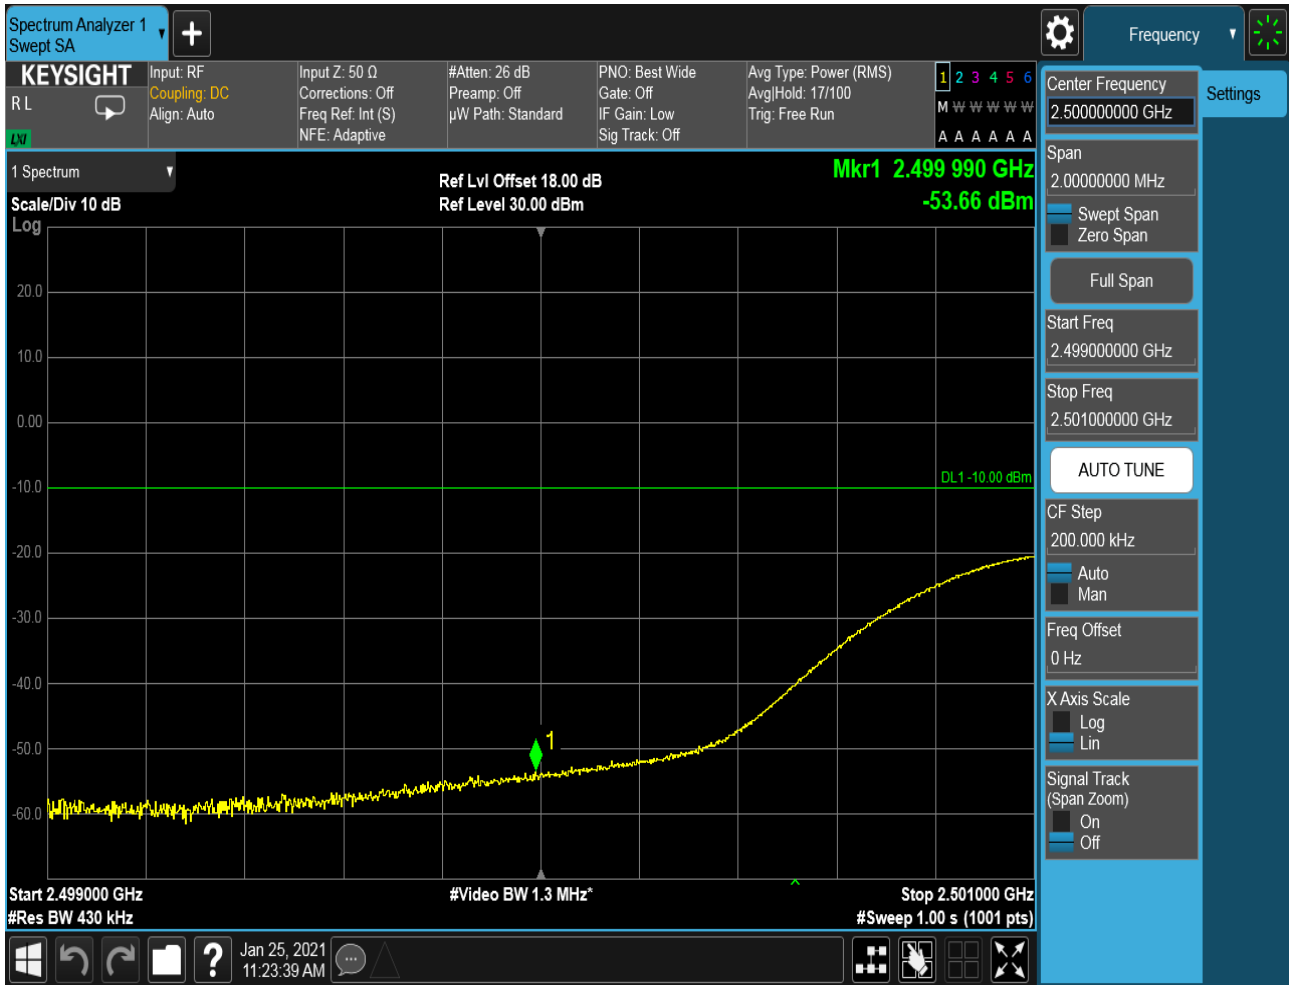 Spectrum Analyzer 1
Swept SA
Frequency
KEYSIGHT
R L
LXI
Input: RF
Coupling: DC
Align: Auto
Input Z: 50 Ω
Corrections: Off
Freq Ref: Int (S)
NFE: Adaptive
#Atten: 26 dB
Preamp: Off
µW Path: Standard
PNO: Best Wide
Gate: Off
IF Gain: Low
Sig Track: Off
Avg Type: Power (RMS)
Avg|Hold: 17/100
Trig: Free Run
1 2 3 4 5 6
M W W W W W
A A A A A A
1 Spectrum
Scale/Div 10 dB
Log
Ref Lvl Offset 18.00 dB
Ref Level 30.00 dBm
Mkr1 2.499 990 GHz
-53.66 dBm
20.0
10.0
0.00
-10.0
-20.0
-30.0
-40.0
-50.0
-60.0
DL1 -10.00 dBm
1
Start 2.499000 GHz
#Res BW 430 kHz
#Video BW 1.3 MHz*
Stop 2.501000 GHz
#Sweep 1.00 s (1001 pts)
Jan 25, 2021
11:23:39 AM
?
Center Frequency
2.500000000 GHz
Settings
Span
2.00000000 MHz
Swept Span
Zero Span
Full Span
Start Freq
2.499000000 GHz
Stop Freq
2.501000000 GHz
AUTO TUNE
CF Step
200.000 kHz
Auto
Man
Freq Offset
0 Hz
X Axis Scale
Log
Lin
Signal Track
(Span Zoom)
On
Off